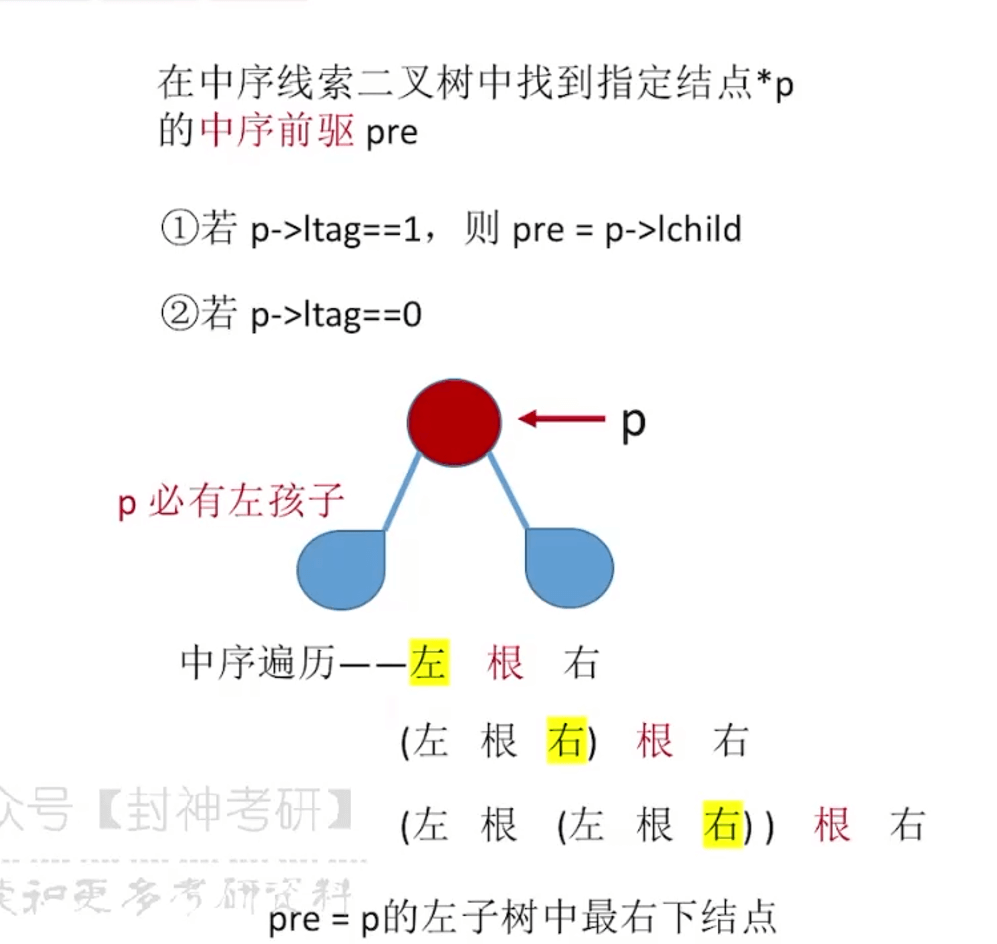 在中序线索二叉树中找到指定结点*p
的中序前驱 pre
①若 p->ltag==1，则 pre = p->lchild
②若 p->ltag==0
p
p 必有左孩子
中序遍历——左 根 右
(左 根 右) 根 右
(左 根 (左 根 右) ) 根 右
众号【封神考研】
和更多考研资料
pre = p的左子树中最右下结点